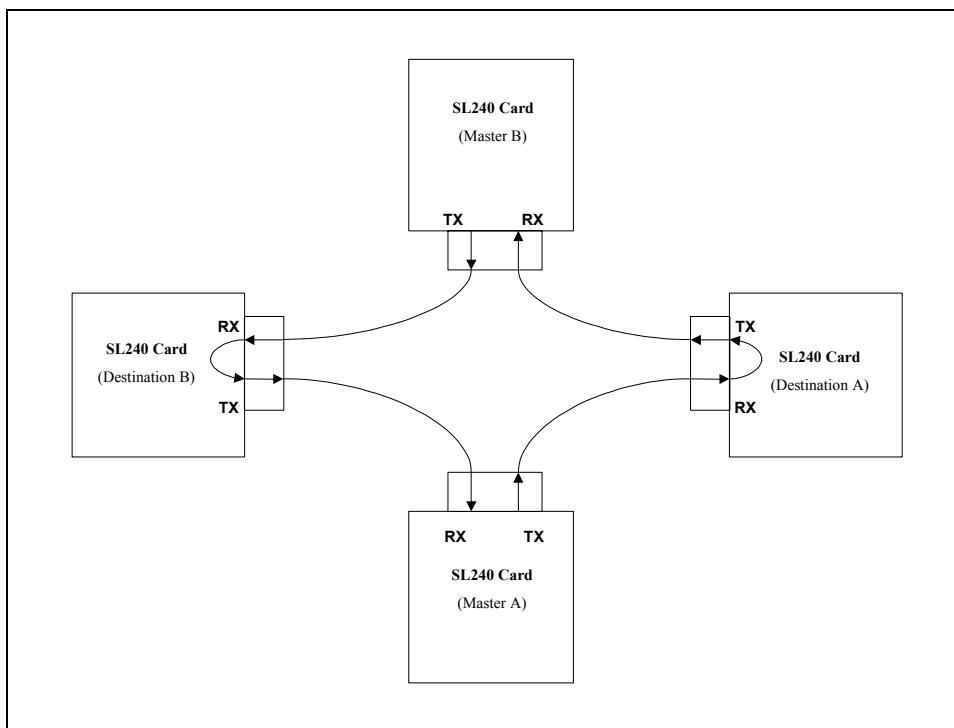 SL240 Card
(Master B)
TX RX
RX
SL240 Card
(Destination B)
TX
TX
SL240 Card
(Destination A)
RX
RX TX
SL240 Card
(Master A)